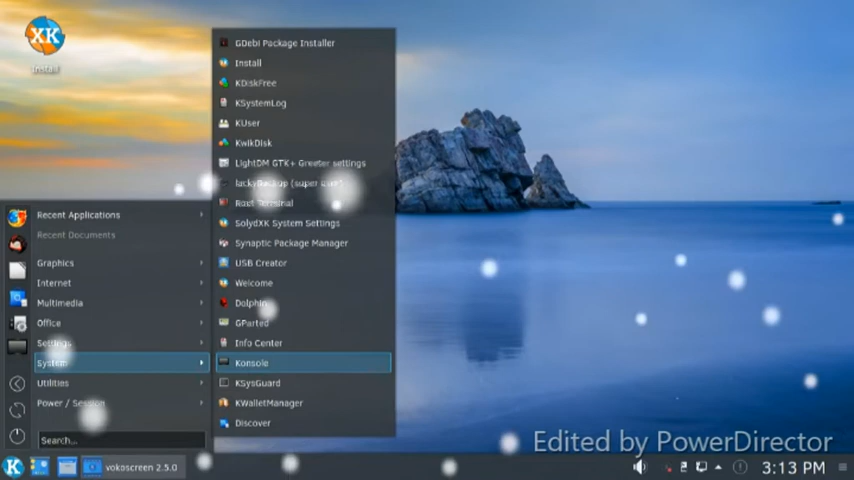 XK
Install
GDebi Package Installer
Install
KDiskFree
KSystemLog
KUser
KwikDisk
LightDM GTK+ Greeter settings
luckyBackup (super user)
Root Terminal
SolydXK System Settings
Synaptic Package Manager
USB Creator
Welcome
Dolphin
GParted
Info Center
Konsole
KSysGuard
KWalletManager
Discover
Recent Applications
Recent Documents
Graphics
Internet
Multimedia
Office
Settings
System
Utilities
Power / Session
Search...
Edited by PowerDirector
K
vokoscreen 2.5.0
3:13 PM